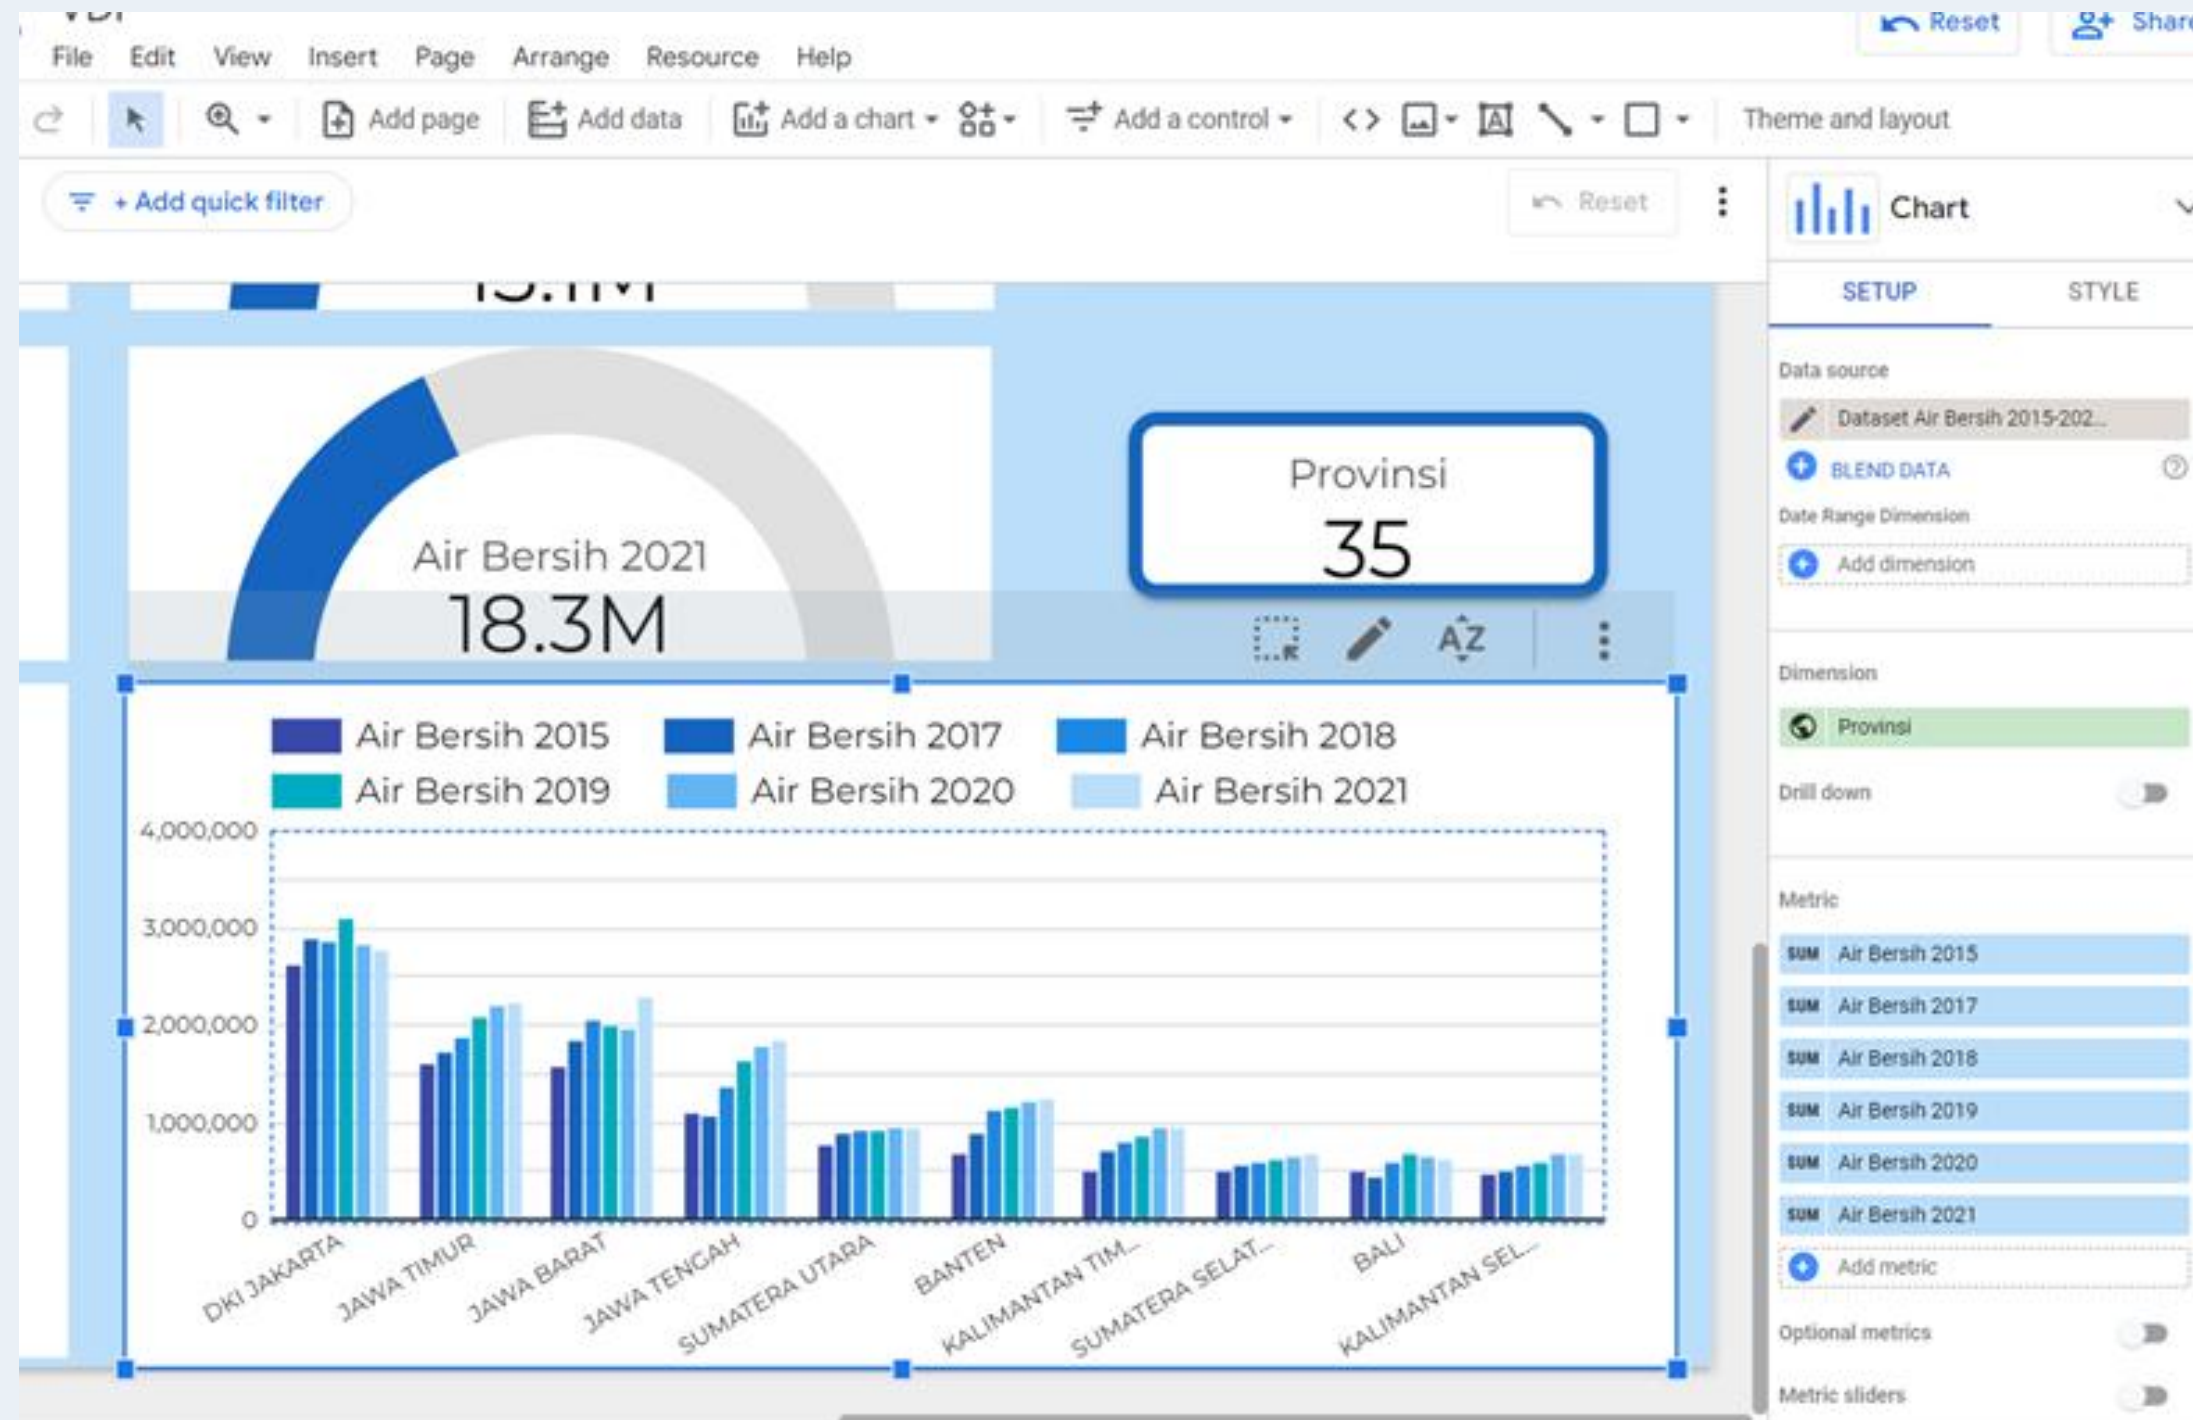 Reset
Share
File Edit View Insert Page Arrange Resource Help
Add page Add data Add a chart Add a control Theme and layout
+ Add quick filter
Reset
Chart
SETUP STYLE
Data source
Dataset Air Bersih 2015-202...
BLEND DATA
Date Range Dimension
Add dimension
Dimension
Provinsi
Drill down
Metric
SUM Air Bersih 2015
SUM Air Bersih 2017
SUM Air Bersih 2018
SUM Air Bersih 2019
SUM Air Bersih 2020
SUM Air Bersih 2021
Add metric
Optional metrics
Metric sliders
Air Bersih 2021
18.3M
Provinsi
35
AZ
Air Bersih 2015 Air Bersih 2017 Air Bersih 2018
Air Bersih 2019 Air Bersih 2020 Air Bersih 2021
4,000,000
3,000,000
2,000,000
1,000,000
0
DKI JAKARTA
JAWA TIMUR
JAWA BARAT
JAWA TENGAH
SUMATERA UTARA
BANTEN
KALIMANTAN TIM...
SUMATERA SELAT...
BALI
KALIMANTAN SEL...